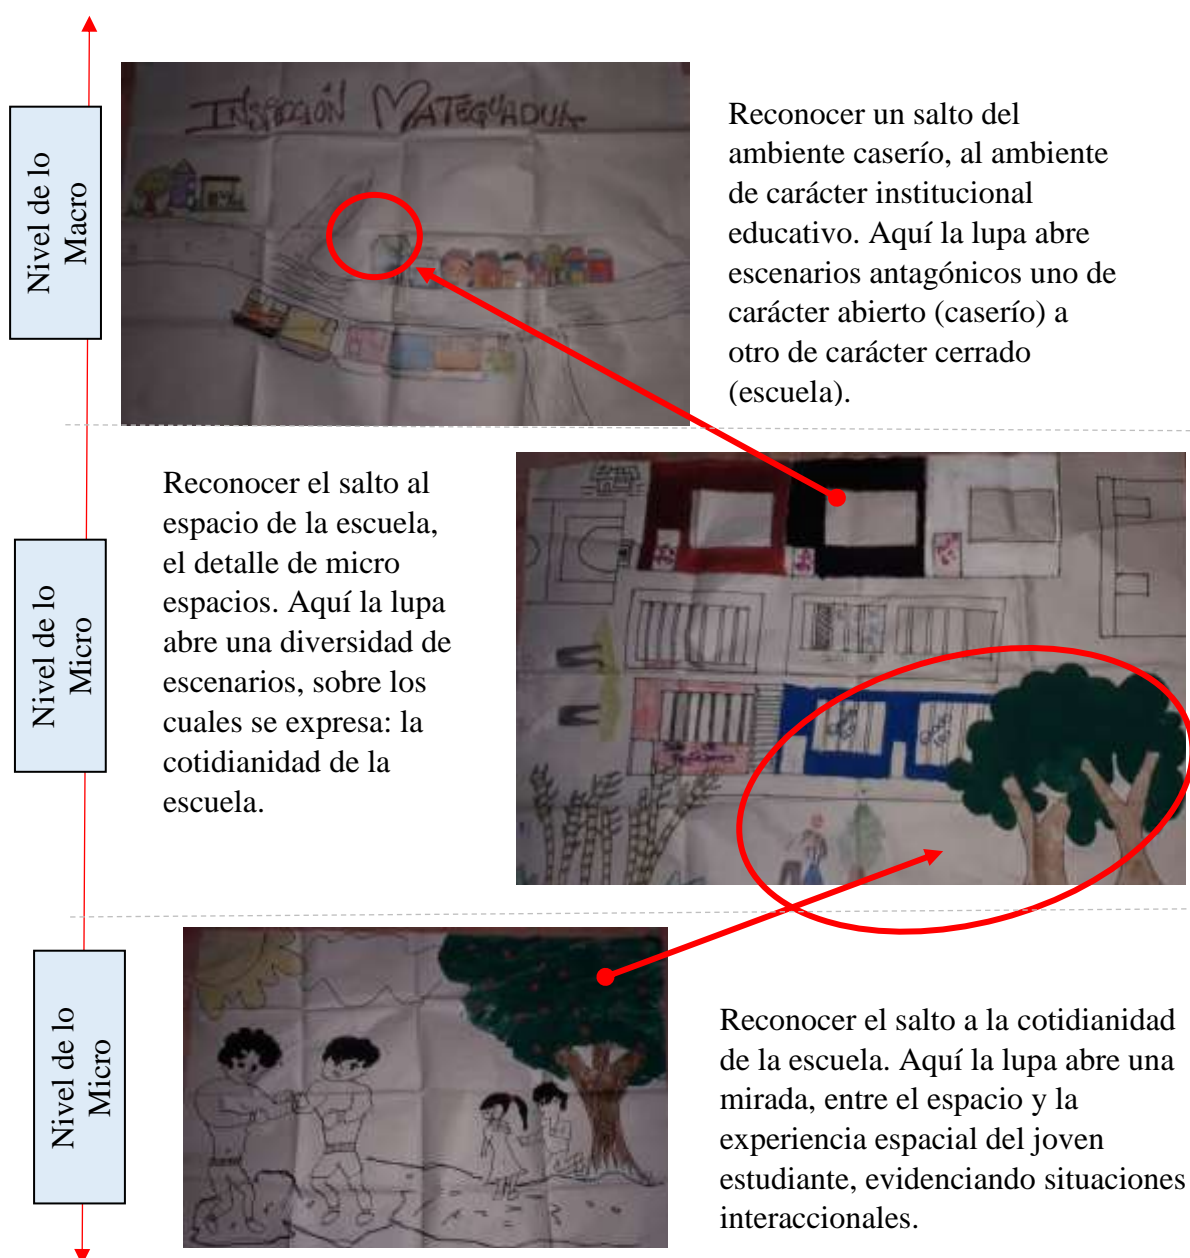 Nivel de lo
Macro
INSPECCIÓN MATEGUADUA
Reconocer un salto del
ambiente caserío, al ambiente
de carácter institucional
educativo. Aquí la lupa abre
escenarios antagónicos uno de
carácter abierto (caserío) a
otro de carácter cerrado
(escuela).
Nivel de lo
Micro
Reconocer el salto al
espacio de la escuela,
el detalle de micro
espacios. Aquí la lupa
abre una diversidad de
escenarios, sobre los
cuales se expresa: la
cotidianidad de la
escuela.
Nivel de lo
Micro
Reconocer el salto a la cotidianidad
de la escuela. Aquí la lupa abre una
mirada, entre el espacio y la
experiencia espacial del joven
estudiante, evidenciando situaciones
interaccionales.